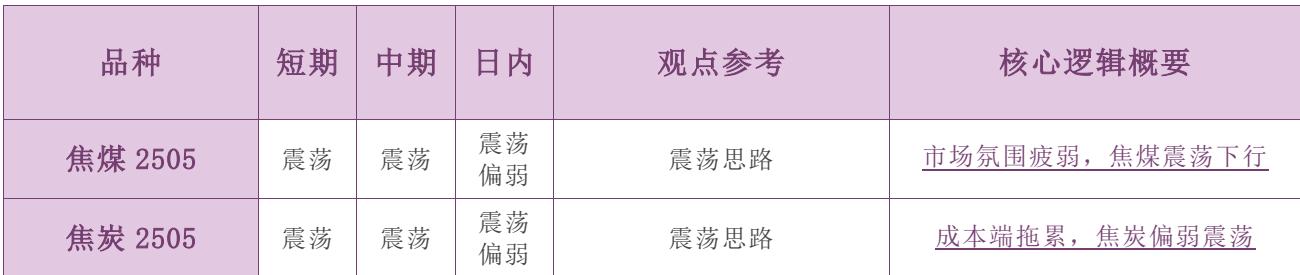 品种 短期 中期 日内 观点参考 核心逻辑概要
焦煤 2505 震荡 震荡 震荡偏弱 震荡思路 市场氛围疲弱，焦煤震荡下行
焦炭 2505 震荡 震荡 震荡偏弱 震荡思路 成本端拖累，焦炭偏弱震荡